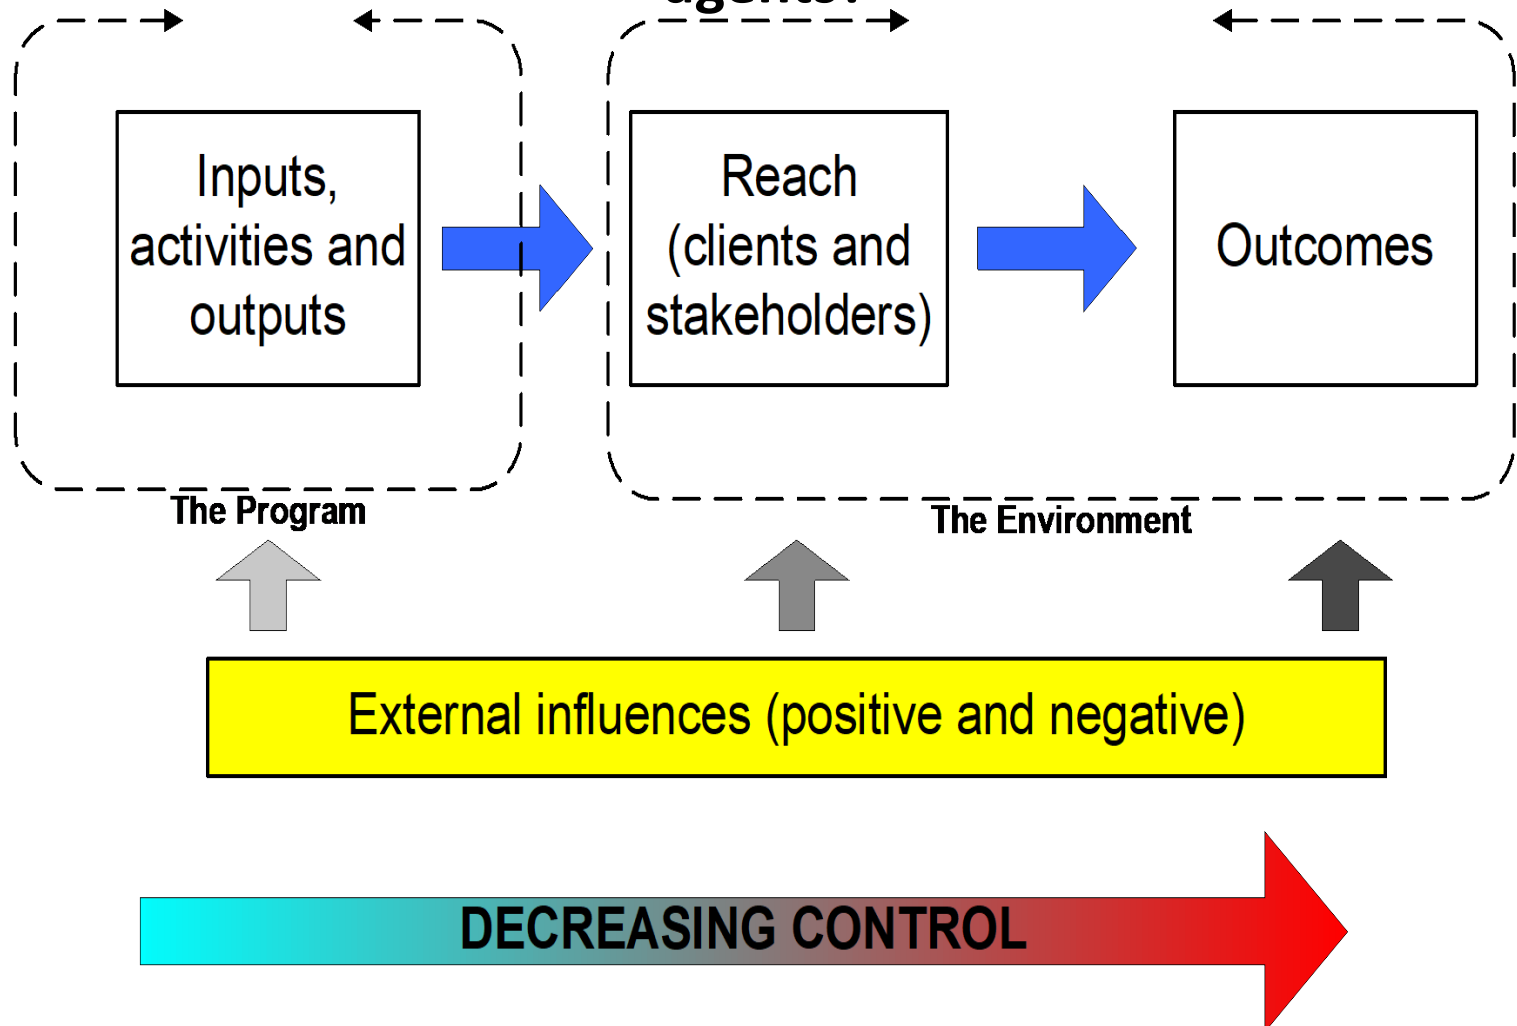 agents?
Inputs,
activities and
outputs
Reach
(clients and
stakeholders)
Outcomes
The Program
The Environment
External influences (positive and negative)
DECREASING CONTROL